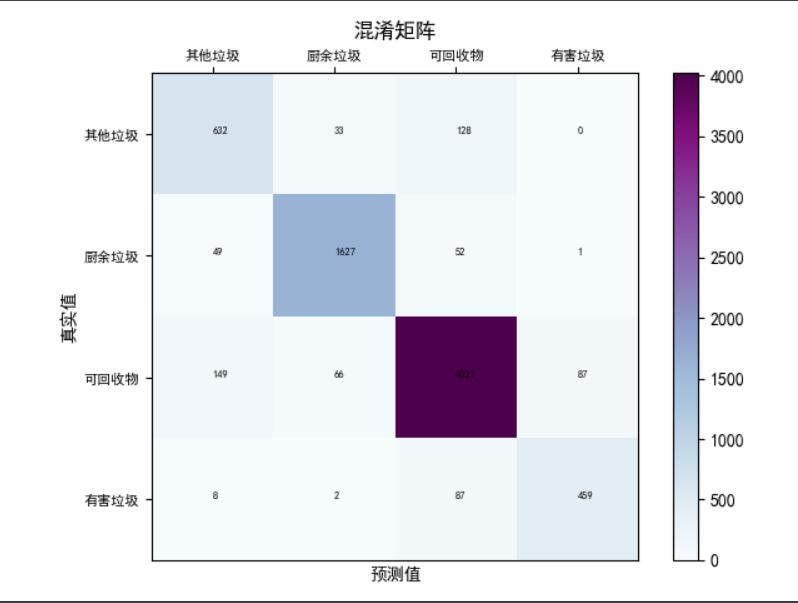 混淆矩阵
其他垃圾 厨余垃圾 可回收物 有害垃圾
其他垃圾 632 33 128 0
厨余垃圾 49 1627 52 1
可回收物 149 66 4021 87
有害垃圾 8 2 87 459
真实值
预测值
4000
3500
3000
2500
2000
1500
1000
500
0